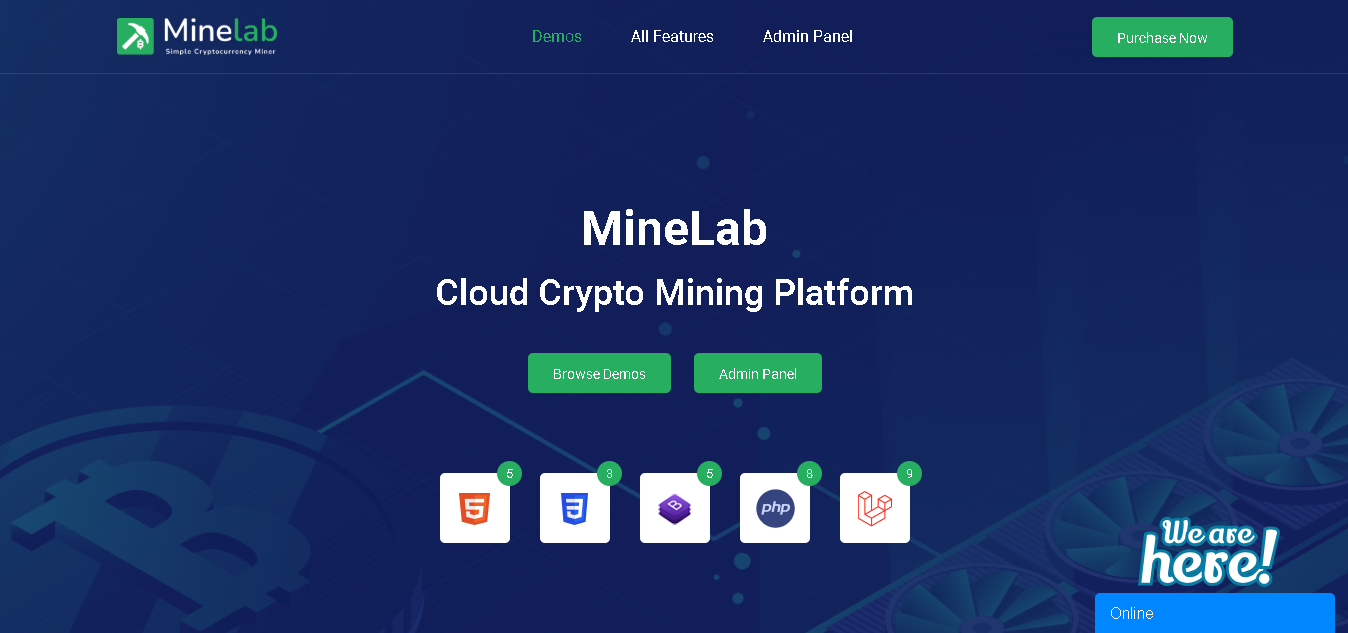 Minelab
Simple Cryptocurrency Miner
Demos
All Features
Admin Panel
Purchase Now
MineLab
Cloud Crypto Mining Platform
Browse Demos
Admin Panel
5
3
5
8
9
5
3
B
php
We are
here!
Online